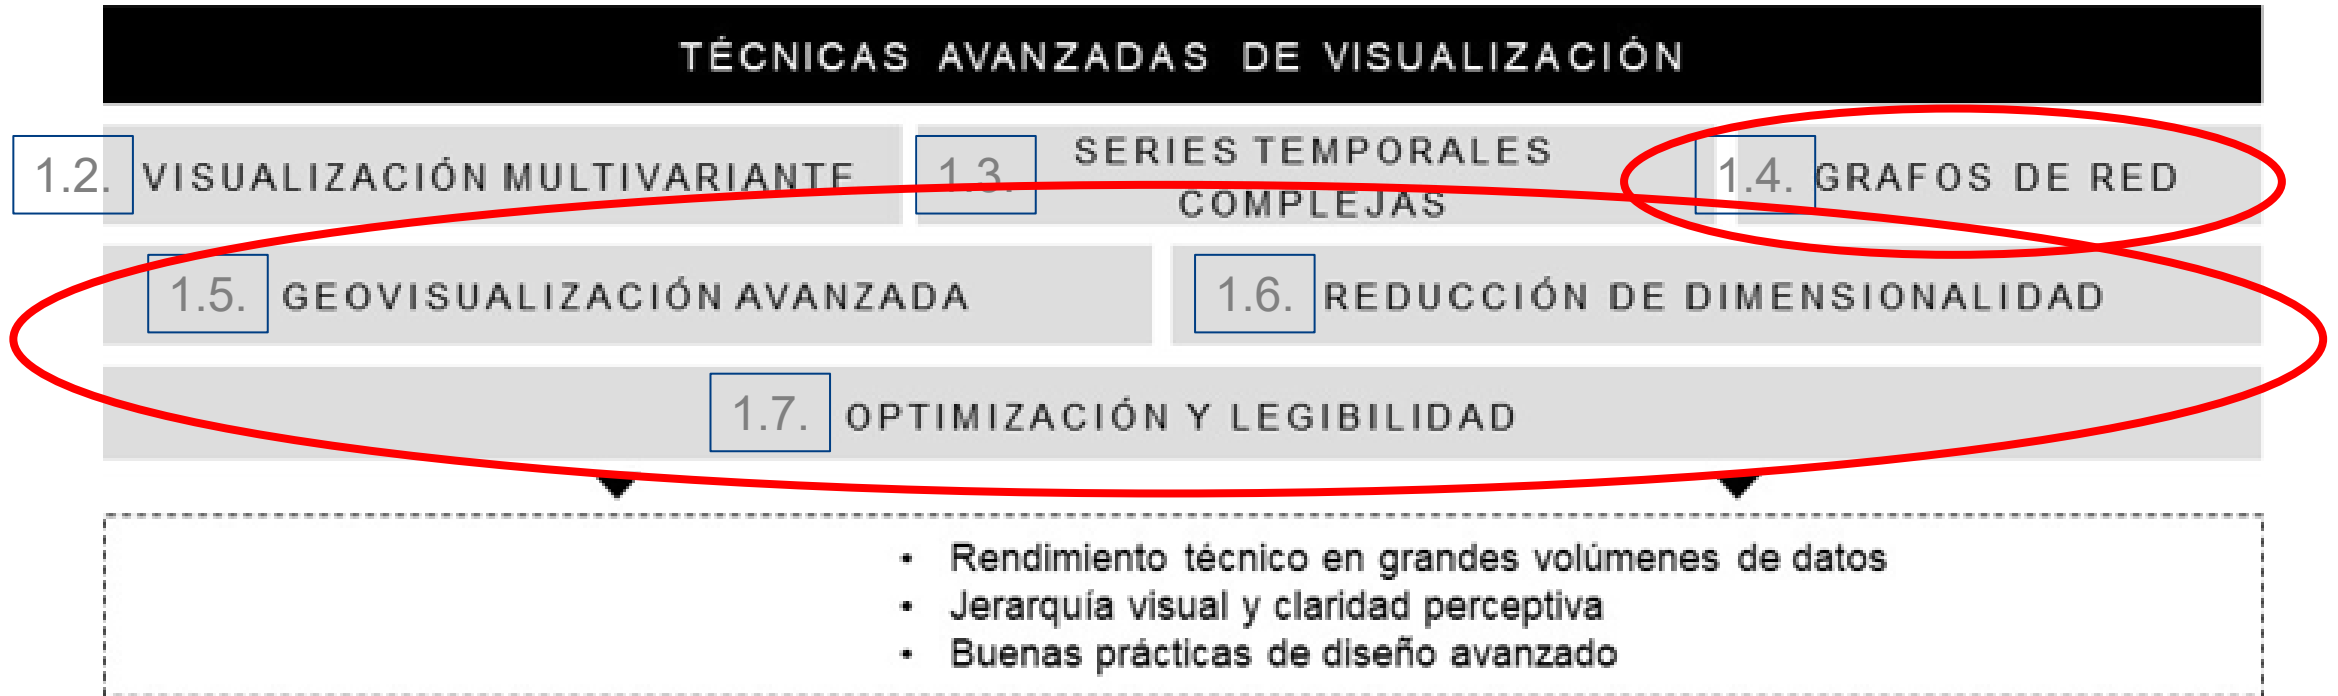 TÉCNICAS AVANZADAS DE VISUALIZACIÓN
1.2. VISUALIZACIÓN MULTIVARIANTE
1.3. SERIES TEMPORALES
COMPLEJAS
1.4. GRAFOS DE RED
1.5. GEOVISUALIZACIÓN AVANZADA
1.6. REDUCCIÓN DE DIMENSIONALIDAD
1.7. OPTIMIZACIÓN Y LEGIBILIDAD
• Rendimiento técnico en grandes volúmenes de datos
• Jerarquía visual y claridad perceptiva
• Buenas prácticas de diseño avanzado